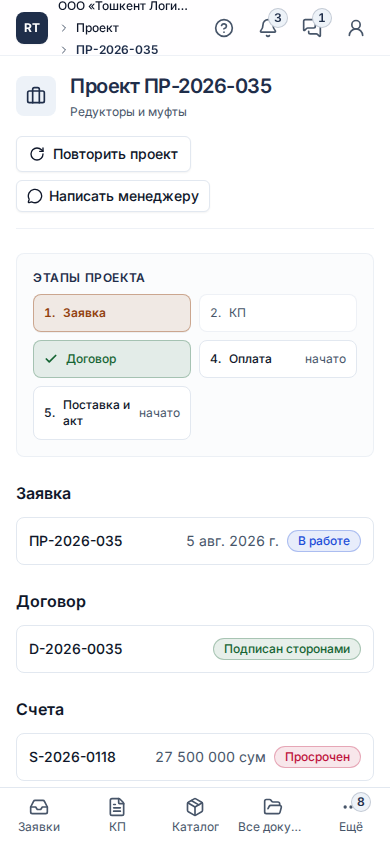 ООО «Тошкент Логи...
RT
Проект
ПР-2026-035
3
1
Проект ПР-2026-035
Редукторы и муфты
Повторить проект
Написать менеджеру
ЭТАПЫ ПРОЕКТА
1. Заявка
2. КП
Договор
4. Оплата начато
5. Поставка и акт начато
Заявка
ПР-2026-035 5 авг. 2026 г. В работе
Договор
D-2026-0035 Подписан сторонами
Счета
S-2026-0118 27 500 000 сум Просрочен
8
Заявки КП Каталог Все доку... Ещё